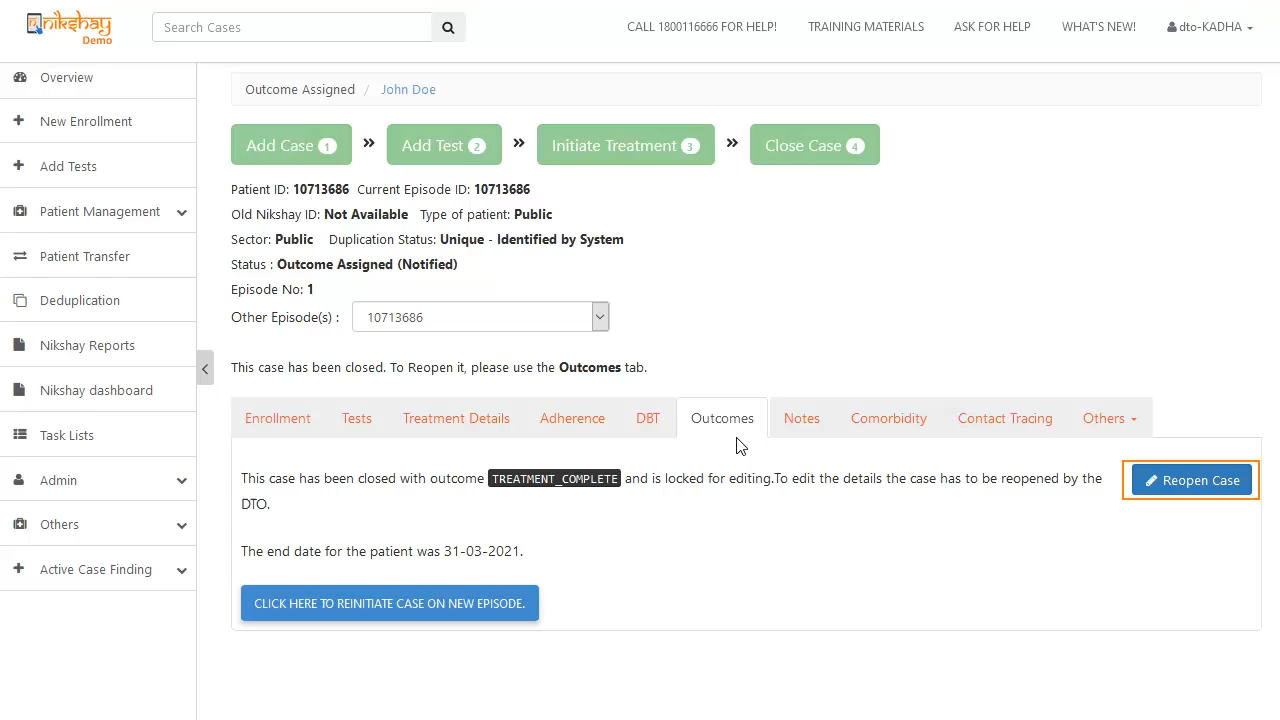 nikshay
Demo
Search Cases
CALL 1800116666 FOR HELP!
TRAINING MATERIALS
ASK FOR HELP
WHAT'S NEW!
dto-KADHA
Overview
New Enrollment
Add Tests
Patient Management
Patient Transfer
Deduplication
Nikshay Reports
Nikshay dashboard
Task Lists
Admin
Others
Active Case Finding
Outcome Assigned / John Doe
Add Case 1 » Add Test 2 » Initiate Treatment 3 » Close Case 4
Patient ID: 10713686 Current Episode ID: 10713686
Old Nikshay ID: Not Available Type of patient: Public
Sector: Public Duplication Status: Unique - Identified by System
Status : Outcome Assigned (Notified)
Episode No: 1
Other Episode(s) : 10713686
This case has been closed. To Reopen it, please use the Outcomes tab.
Enrollment Tests Treatment Details Adherence DBT Outcomes Notes Comorbidity Contact Tracing Others
This case has been closed with outcome TREATMENT_COMPLETE and is locked for editing.To edit the details the case has to be reopened by the
DTO.
Reopen Case
The end date for the patient was 31-03-2021.
CLICK HERE TO REINITIATE CASE ON NEW EPISODE.